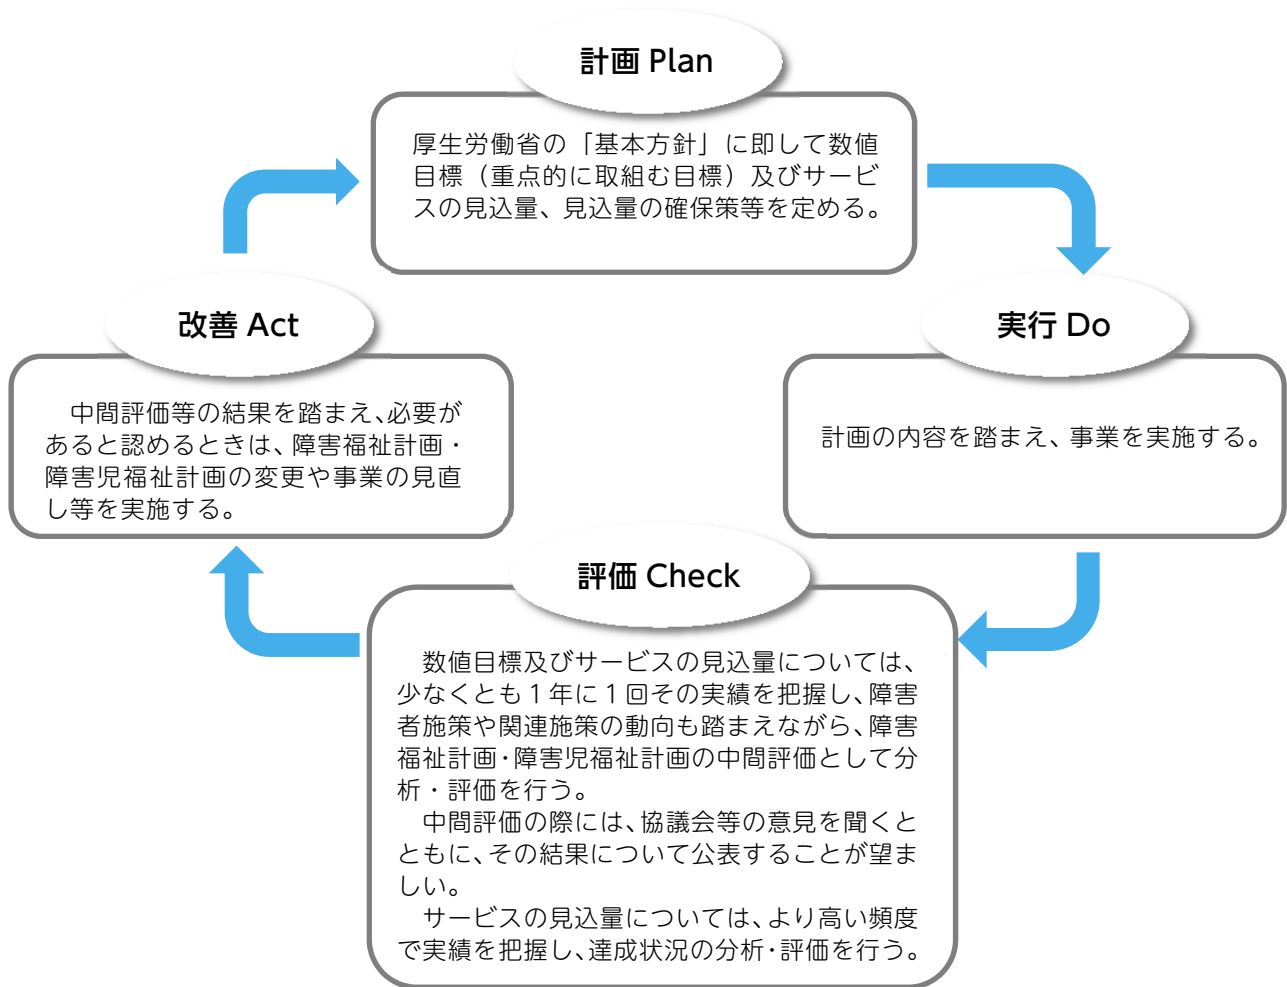 計画 Plan
厚生労働省の「基本方針」に即して数値
目標（重点的に取組む目標）及びサービ
スの見込量、見込量の確保策等を定める。
実行 Do
計画の内容を踏まえ、事業を実施する。
評価 Check
数値目標及びサービスの見込量については、
少なくとも１年に１回その実績を把握し、障害
者施策や関連施策の動向も踏まえながら、障害
福祉計画・障害児福祉計画の中間評価として分
析・評価を行う。
中間評価の際には、協議会等の意見を聞くと
ともに、その結果について公表することが望ま
しい。
サービスの見込量については、より高い頻度
で実績を把握し、達成状況の分析・評価を行う。
改善 Act
中間評価等の結果を踏まえ、必要が
あると認めるときは、障害福祉計画・
障害児福祉計画の変更や事業の見直
し等を実施する。